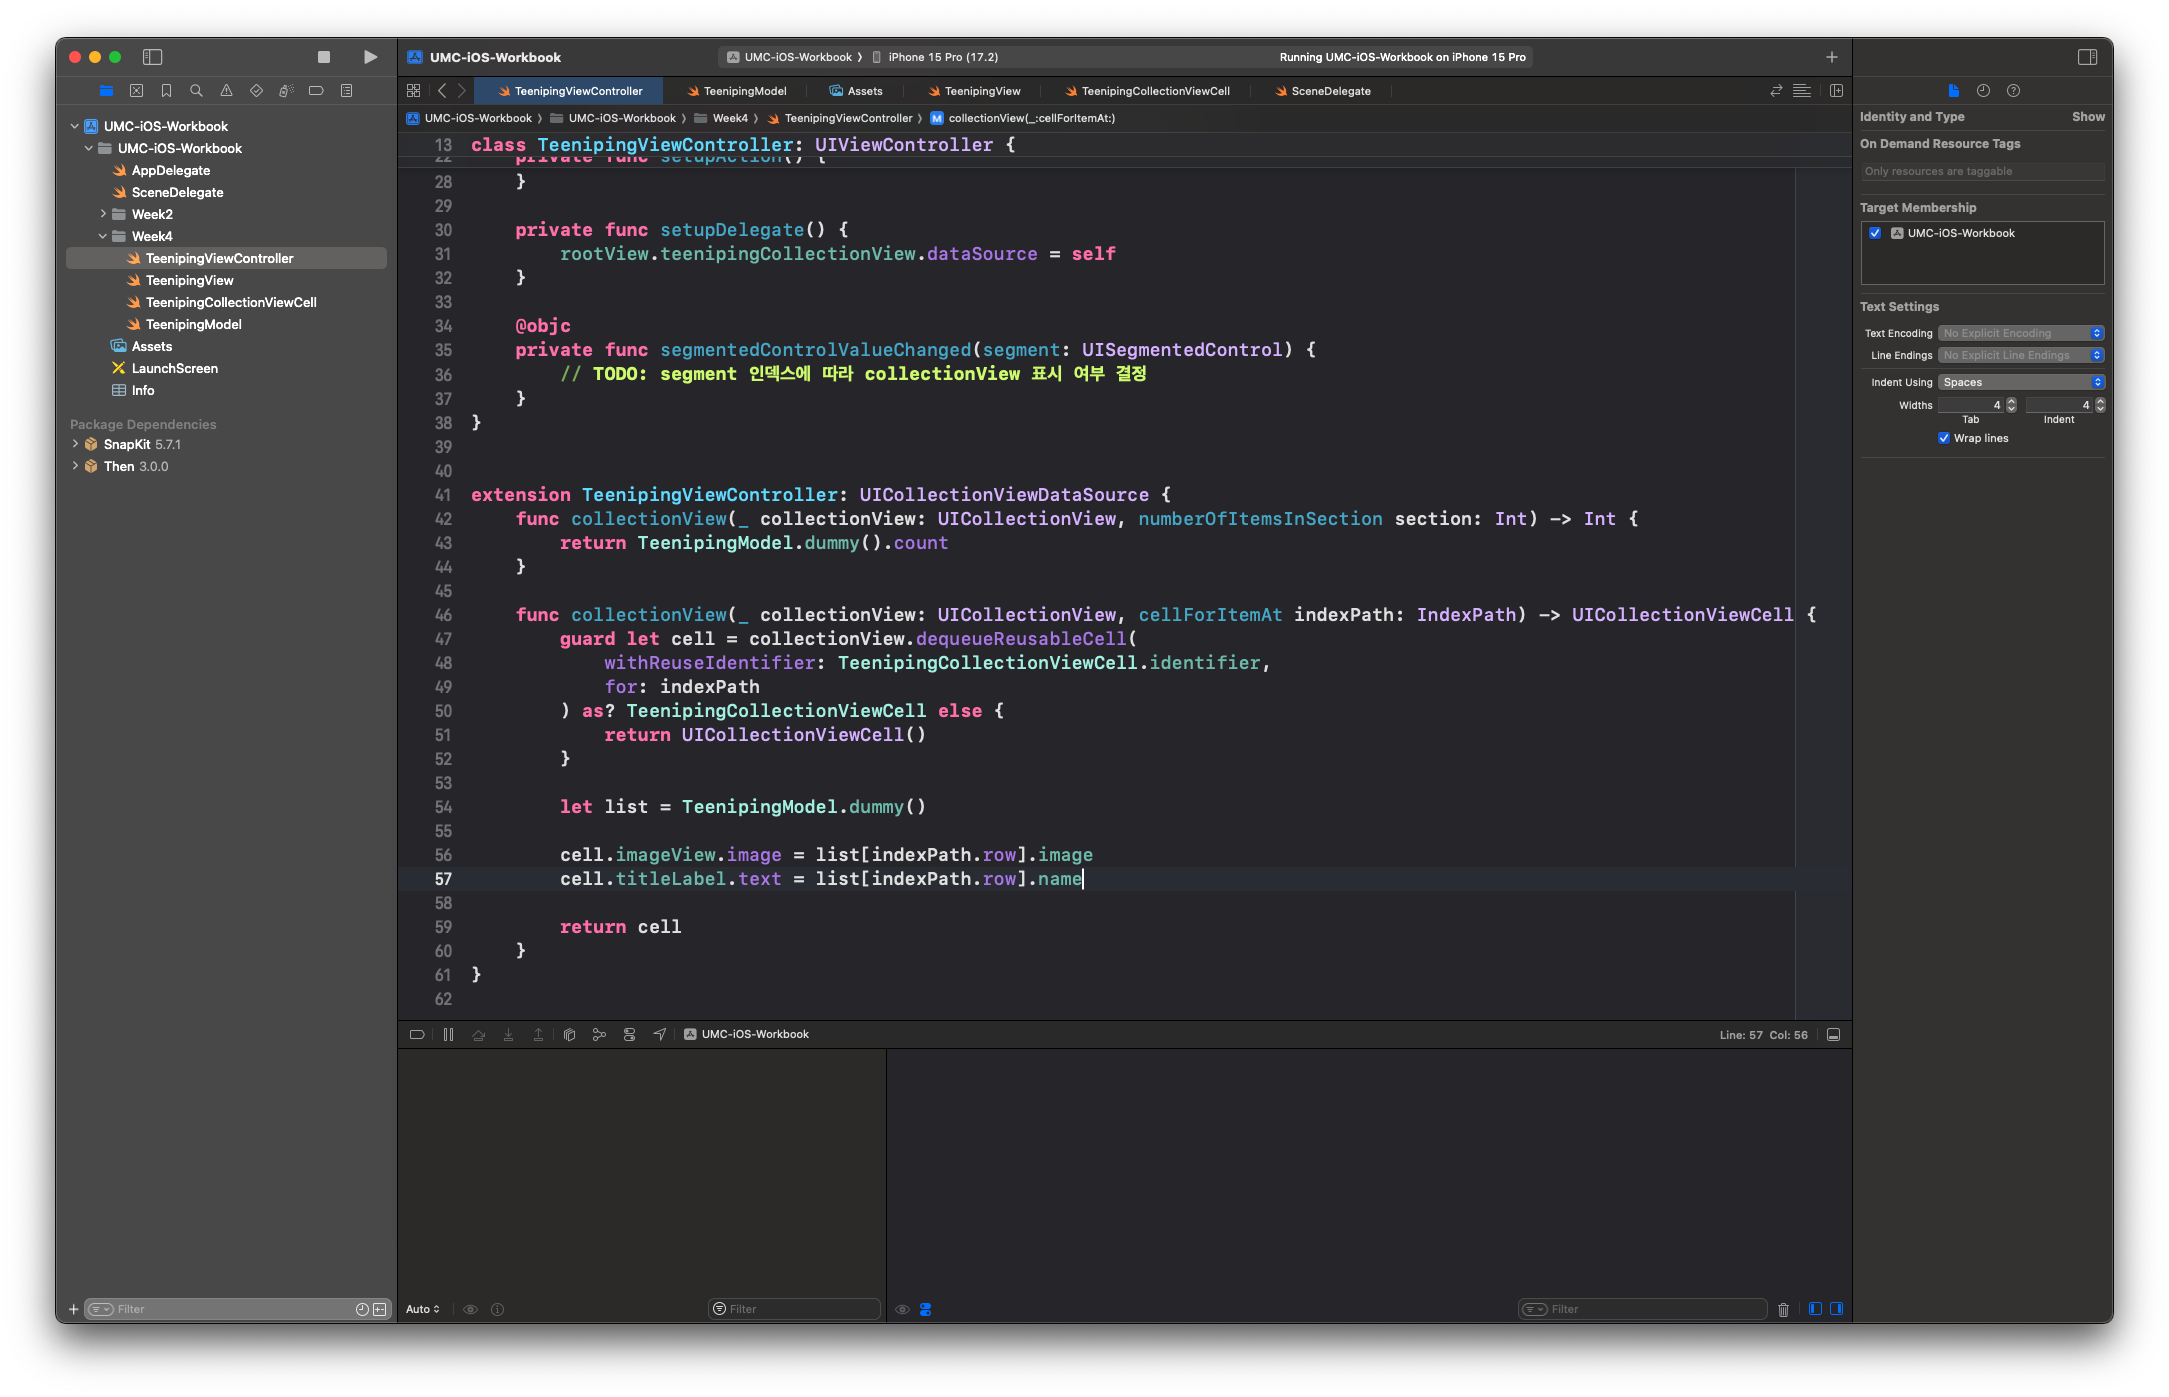 UMC-iOS-Workbook
UMC-iOS-Workbook
iPhone 15 Pro (17.2)
Running UMC-iOS-Workbook on iPhone 15 Pro
TeenipingViewController
TeenipingModel
Assets
TeenipingView
TeenipingCollectionViewCell
SceneDelegate
UMC-iOS-Workbook
UMC-iOS-Workbook
Week4
TeenipingViewController
M collectionView(_:cellForItemAt:)
UMC-iOS-Workbook
UMC-iOS-Workbook
AppDelegate
SceneDelegate
Week2
Week4
TeenipingViewController
TeenipingView
TeenipingCollectionViewCell
TeenipingModel
Assets
LaunchScreen
Info
Package Dependencies
SnapKit 5.7.1
Then 3.0.0
Filter
13 class TeenipingViewController: UIViewController {
22 private func setupAction() {
28 }
29
30 private func setupDelegate() {
31 rootView.teenipingCollectionView.dataSource = self
32 }
33
34 @objc
35 private func segmentedControlValueChanged(segment: UISegmentedControl) {
36 // TODO: segment 인덱스에 따라 collectionView 표시 여부 결정
37 }
38 }
39
40
41 extension TeenipingViewController: UICollectionViewDataSource {
42 func collectionView(_ collectionView: UICollectionView, numberOfItemsInSection section: Int) -> Int {
43 return TeenipingModel.dummy().count
44 }
45
46 func collectionView(_ collectionView: UICollectionView, cellForItemAt indexPath: IndexPath) -> UICollectionViewCell {
47 guard let cell = collectionView.dequeueReusableCell(
48 withReuseIdentifier: TeenipingCollectionViewCell.identifier,
49 for: indexPath
50 ) as? TeenipingCollectionViewCell else {
51 return UICollectionViewCell()
52 }
53
54 let list = TeenipingModel.dummy()
55
56 cell.imageView.image = list[indexPath.row].image
57 cell.titleLabel.text = list[indexPath.row].name
58
59 return cell
60 }
61 }
62
UMC-iOS-Workbook
Line: 57 Col: 56
Auto
Filter
Filter
Identity and Type
Show
On Demand Resource Tags
Only resources are taggable
Target Membership
UMC-iOS-Workbook
Text Settings
Text Encoding No Explicit Encoding
Line Endings No Explicit Line Endings
Indent Using Spaces
Widths 4 4
Tab Indent
Wrap lines